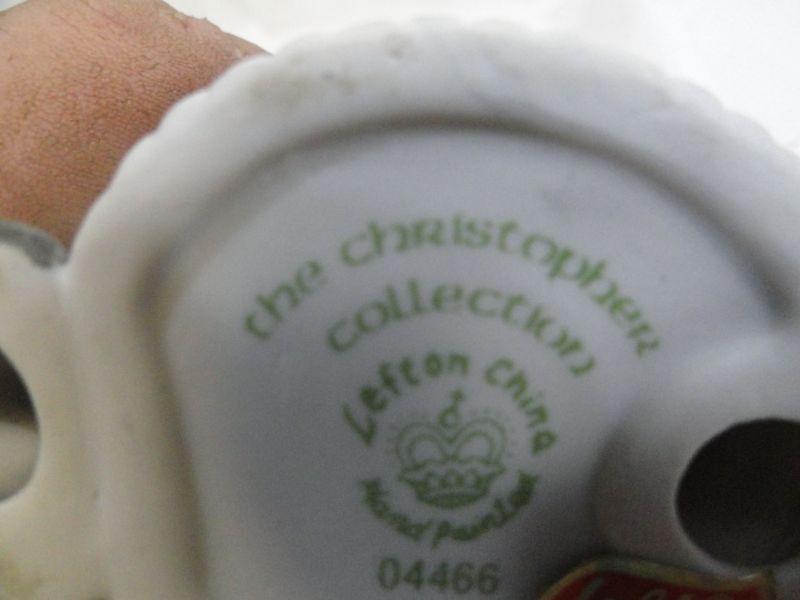 the christopher
collection
Lefton China
Hand Painted
04466